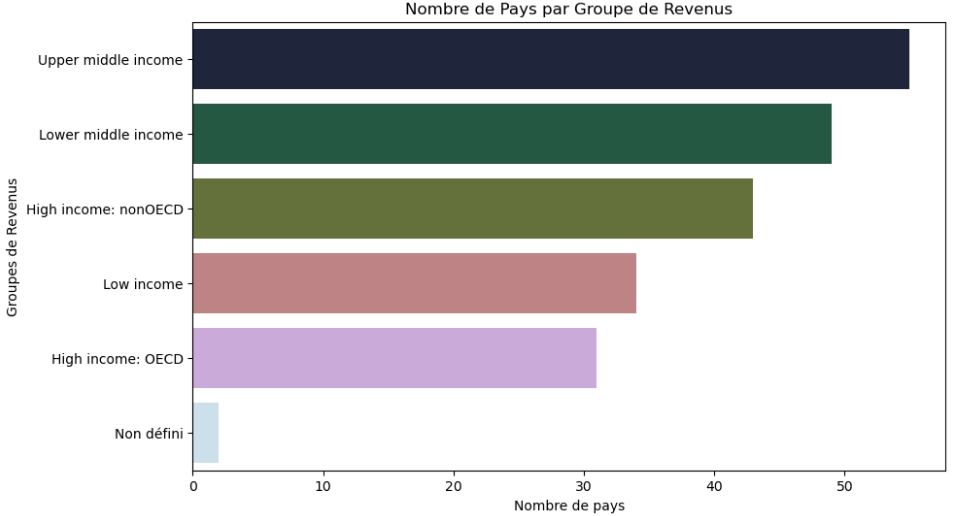 Nombre de Pays par Groupe de Revenus
Groupes de Revenus
Upper middle income
Lower middle income
High income: nonOECD
Low income
High income: OECD
Non défini
0 10 20 30 40 50
Nombre de pays